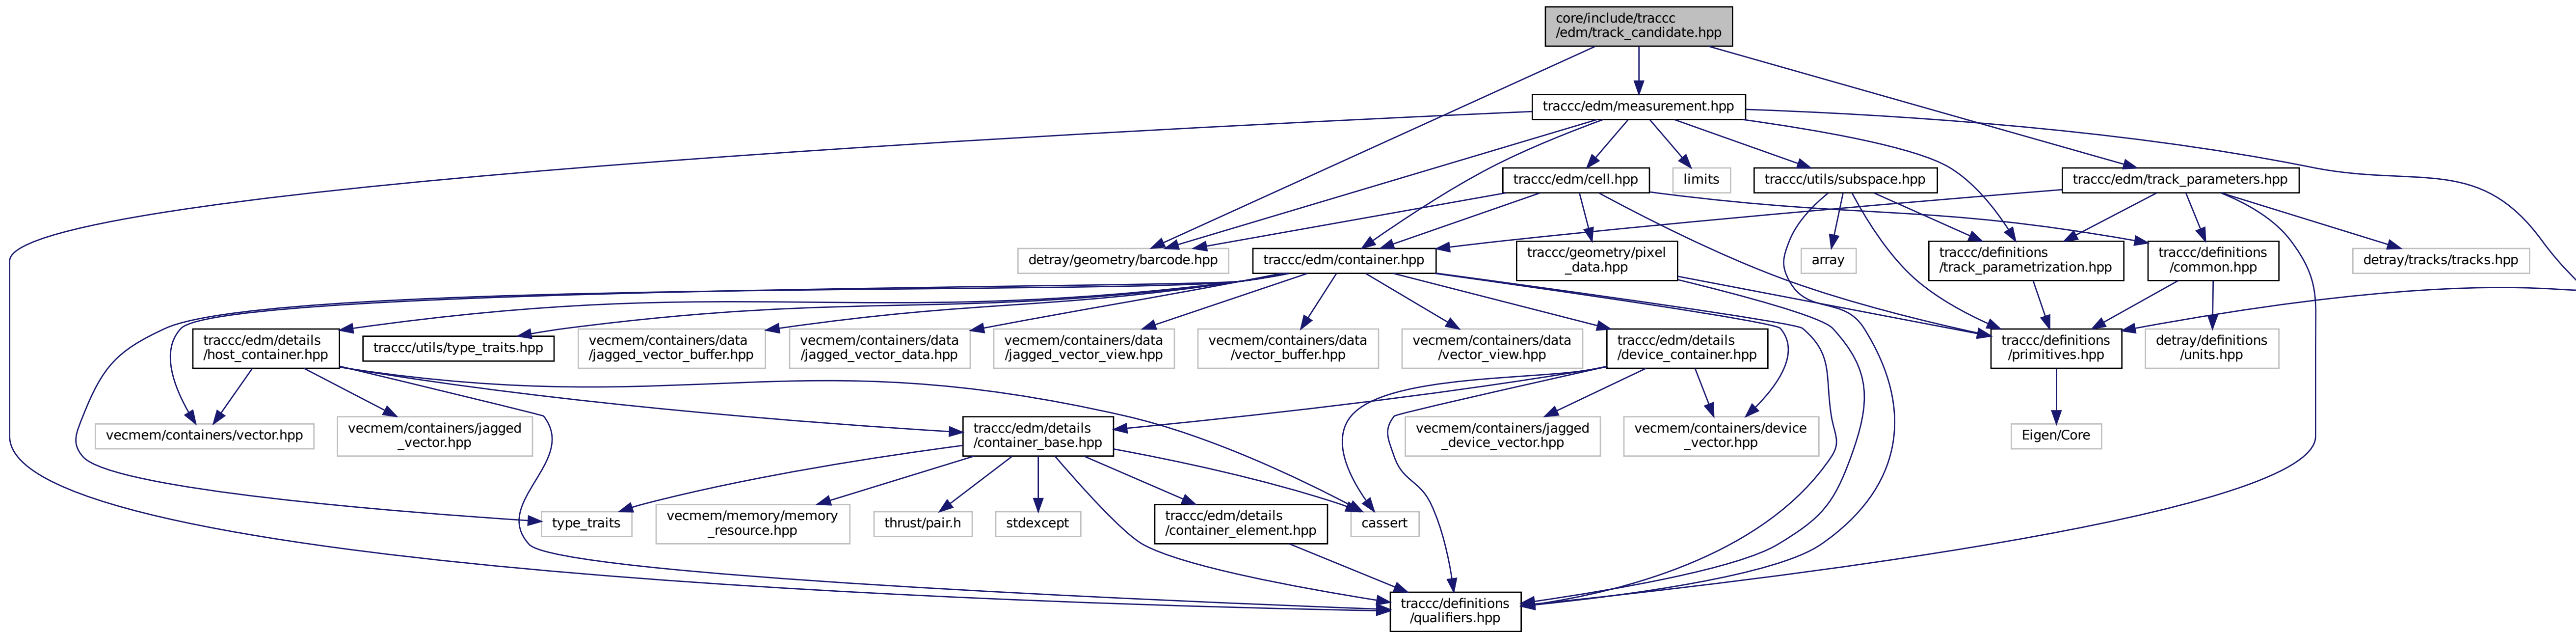 core/include/traccc
/edm/track_candidate.hpp
traccc/edm/measurement.hpp
traccc/edm/cell.hpp
limits
traccc/utils/subspace.hpp
traccc/edm/track_parameters.hpp
detray/geometry/barcode.hpp
traccc/edm/container.hpp
traccc/geometry/pixel
_data.hpp
array
traccc/definitions
/track_parametrization.hpp
traccc/definitions
/common.hpp
detray/tracks/tracks.hpp
traccc/edm/details
/host_container.hpp
traccc/utils/type_traits.hpp
vecmem/containers/data
/jagged_vector_buffer.hpp
vecmem/containers/data
/jagged_vector_data.hpp
vecmem/containers/data
/jagged_vector_view.hpp
vecmem/containers/data
/vector_buffer.hpp
vecmem/containers/data
/vector_view.hpp
traccc/edm/details
/device_container.hpp
traccc/definitions
/primitives.hpp
detray/definitions
/units.hpp
vecmem/containers/vector.hpp
vecmem/containers/jagged
_vector.hpp
traccc/edm/details
/container_base.hpp
vecmem/containers/jagged
_device_vector.hpp
vecmem/containers/device
_vector.hpp
Eigen/Core
type_traits
vecmem/memory/memory
_resource.hpp
thrust/pair.h
stdexcept
traccc/edm/details
/container_element.hpp
cassert
traccc/definitions
/qualifiers.hpp